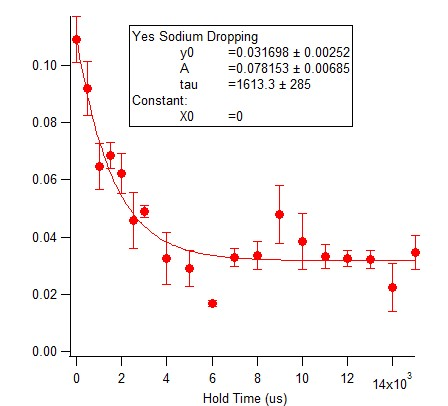 Yes Sodium Dropping
y0 =0.031698 ± 0.00252
A =0.078153 ± 0.00685
tau =1613.3 ± 285
Constant:
X0 =0
0.10
0.08
0.06
0.04
0.02
0.00
0 2 4 6 8 10 12 14x10³
Hold Time (us)